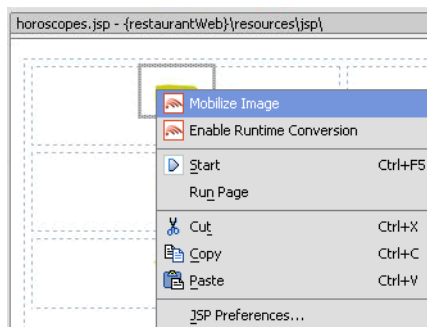 horoscopes.jsp - {restaurantWeb}\resources\jsp\
Mobilize Image
Enable Runtime Conversion
Start Ctrl+F5
Run Page
Cut Ctrl+X
Copy Ctrl+C
Paste Ctrl+V
JSP Preferences...